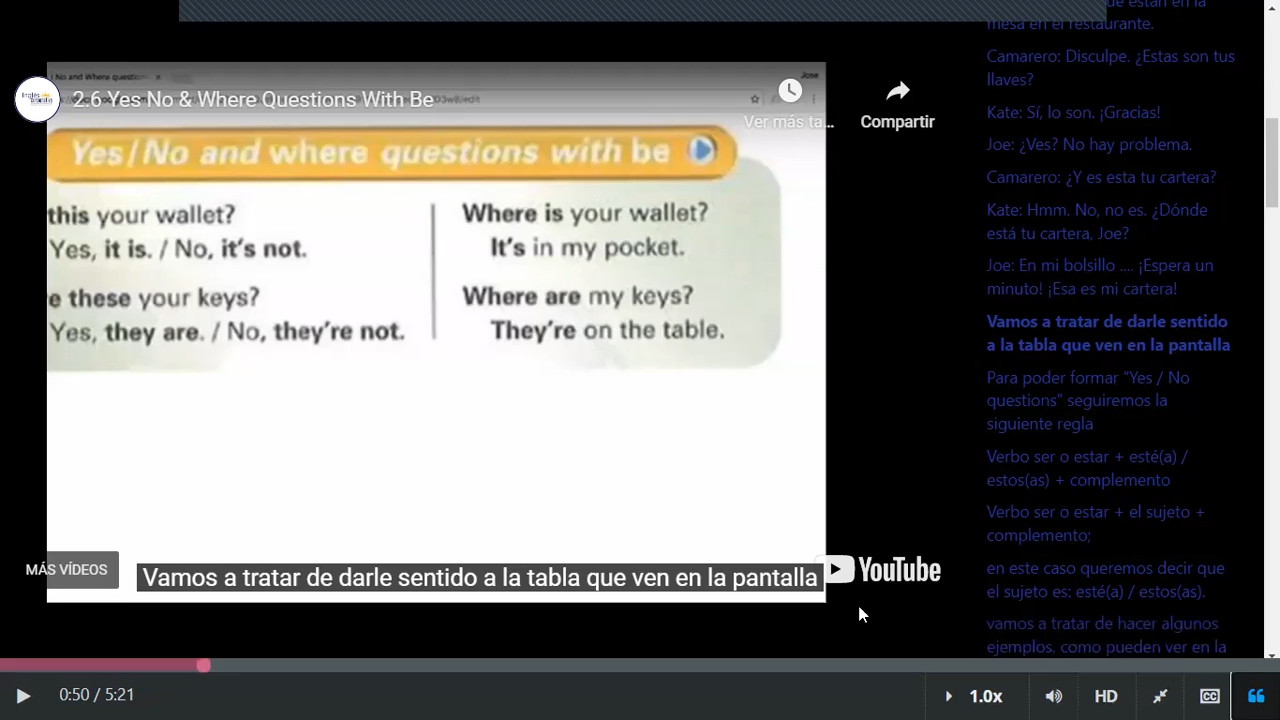 ue están en la
mesa en el restaurante.
Camarero: Disculpe. ¿Estas son tus
llaves?
Kate: Sí, lo son. ¡Gracias!
Joe: ¿Ves? No hay problema.
Camarero: ¿Y es esta tu cartera?
Kate: Hmm. No, no es. ¿Dónde
está tu cartera, Joe?
Joe: En mi bolsillo .... ¡Espera un
minuto! ¡Esa es mi cartera!
Vamos a tratar de darle sentido
a la tabla que ven en la pantalla
Para poder formar “Yes / No
questions” seguiremos la
siguiente regla
Verbo ser o estar + esté(a) /
estos(as) + complemento
Verbo ser o estar + el sujeto +
complemento;
en este caso queremos decir que
el sujeto es: esté(a) / estos(as).
vamos a tratar de hacer algunos
ejemplos. como pueden ver en la
No and Where question
Jose
2.6 Yes No & Where Questions With Be
Ver más ta...
Compartir
Yes/No and where questions with be
this your wallet?
Yes, it is. / No, it's not.
e these your keys?
Yes, they are. / No, they're not.
Where is your wallet?
It's in my pocket.
Where are my keys?
They're on the table.
MÁS VÍDEOS
Vamos a tratar de darle sentido a la tabla que ven en la pantalla
YouTube
0:50 / 5:21
1.0x
HD
CC